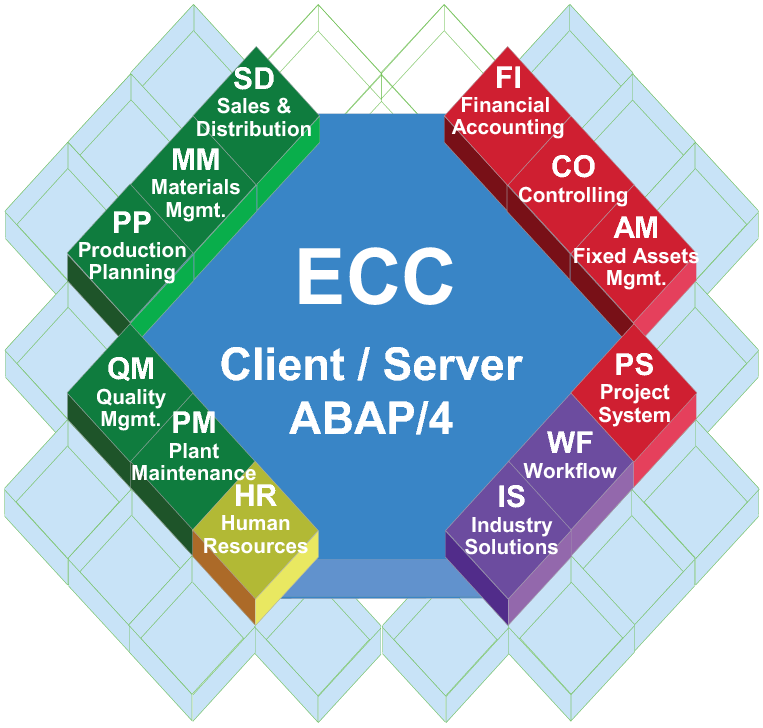 SD
Sales &
Distribution
MM
Materials
Mgmt.
PP
Production
Planning
FI
Financial
Accounting
CO
Controlling
AM
Fixed Assets
Mgmt.
ECC
Client / Server
ABAP/4
QM
Quality
Mgmt.
PM
Plant
Maintenance
HR
Human
Resources
PS
Project
System
WF
Workflow
IS
Industry
Solutions